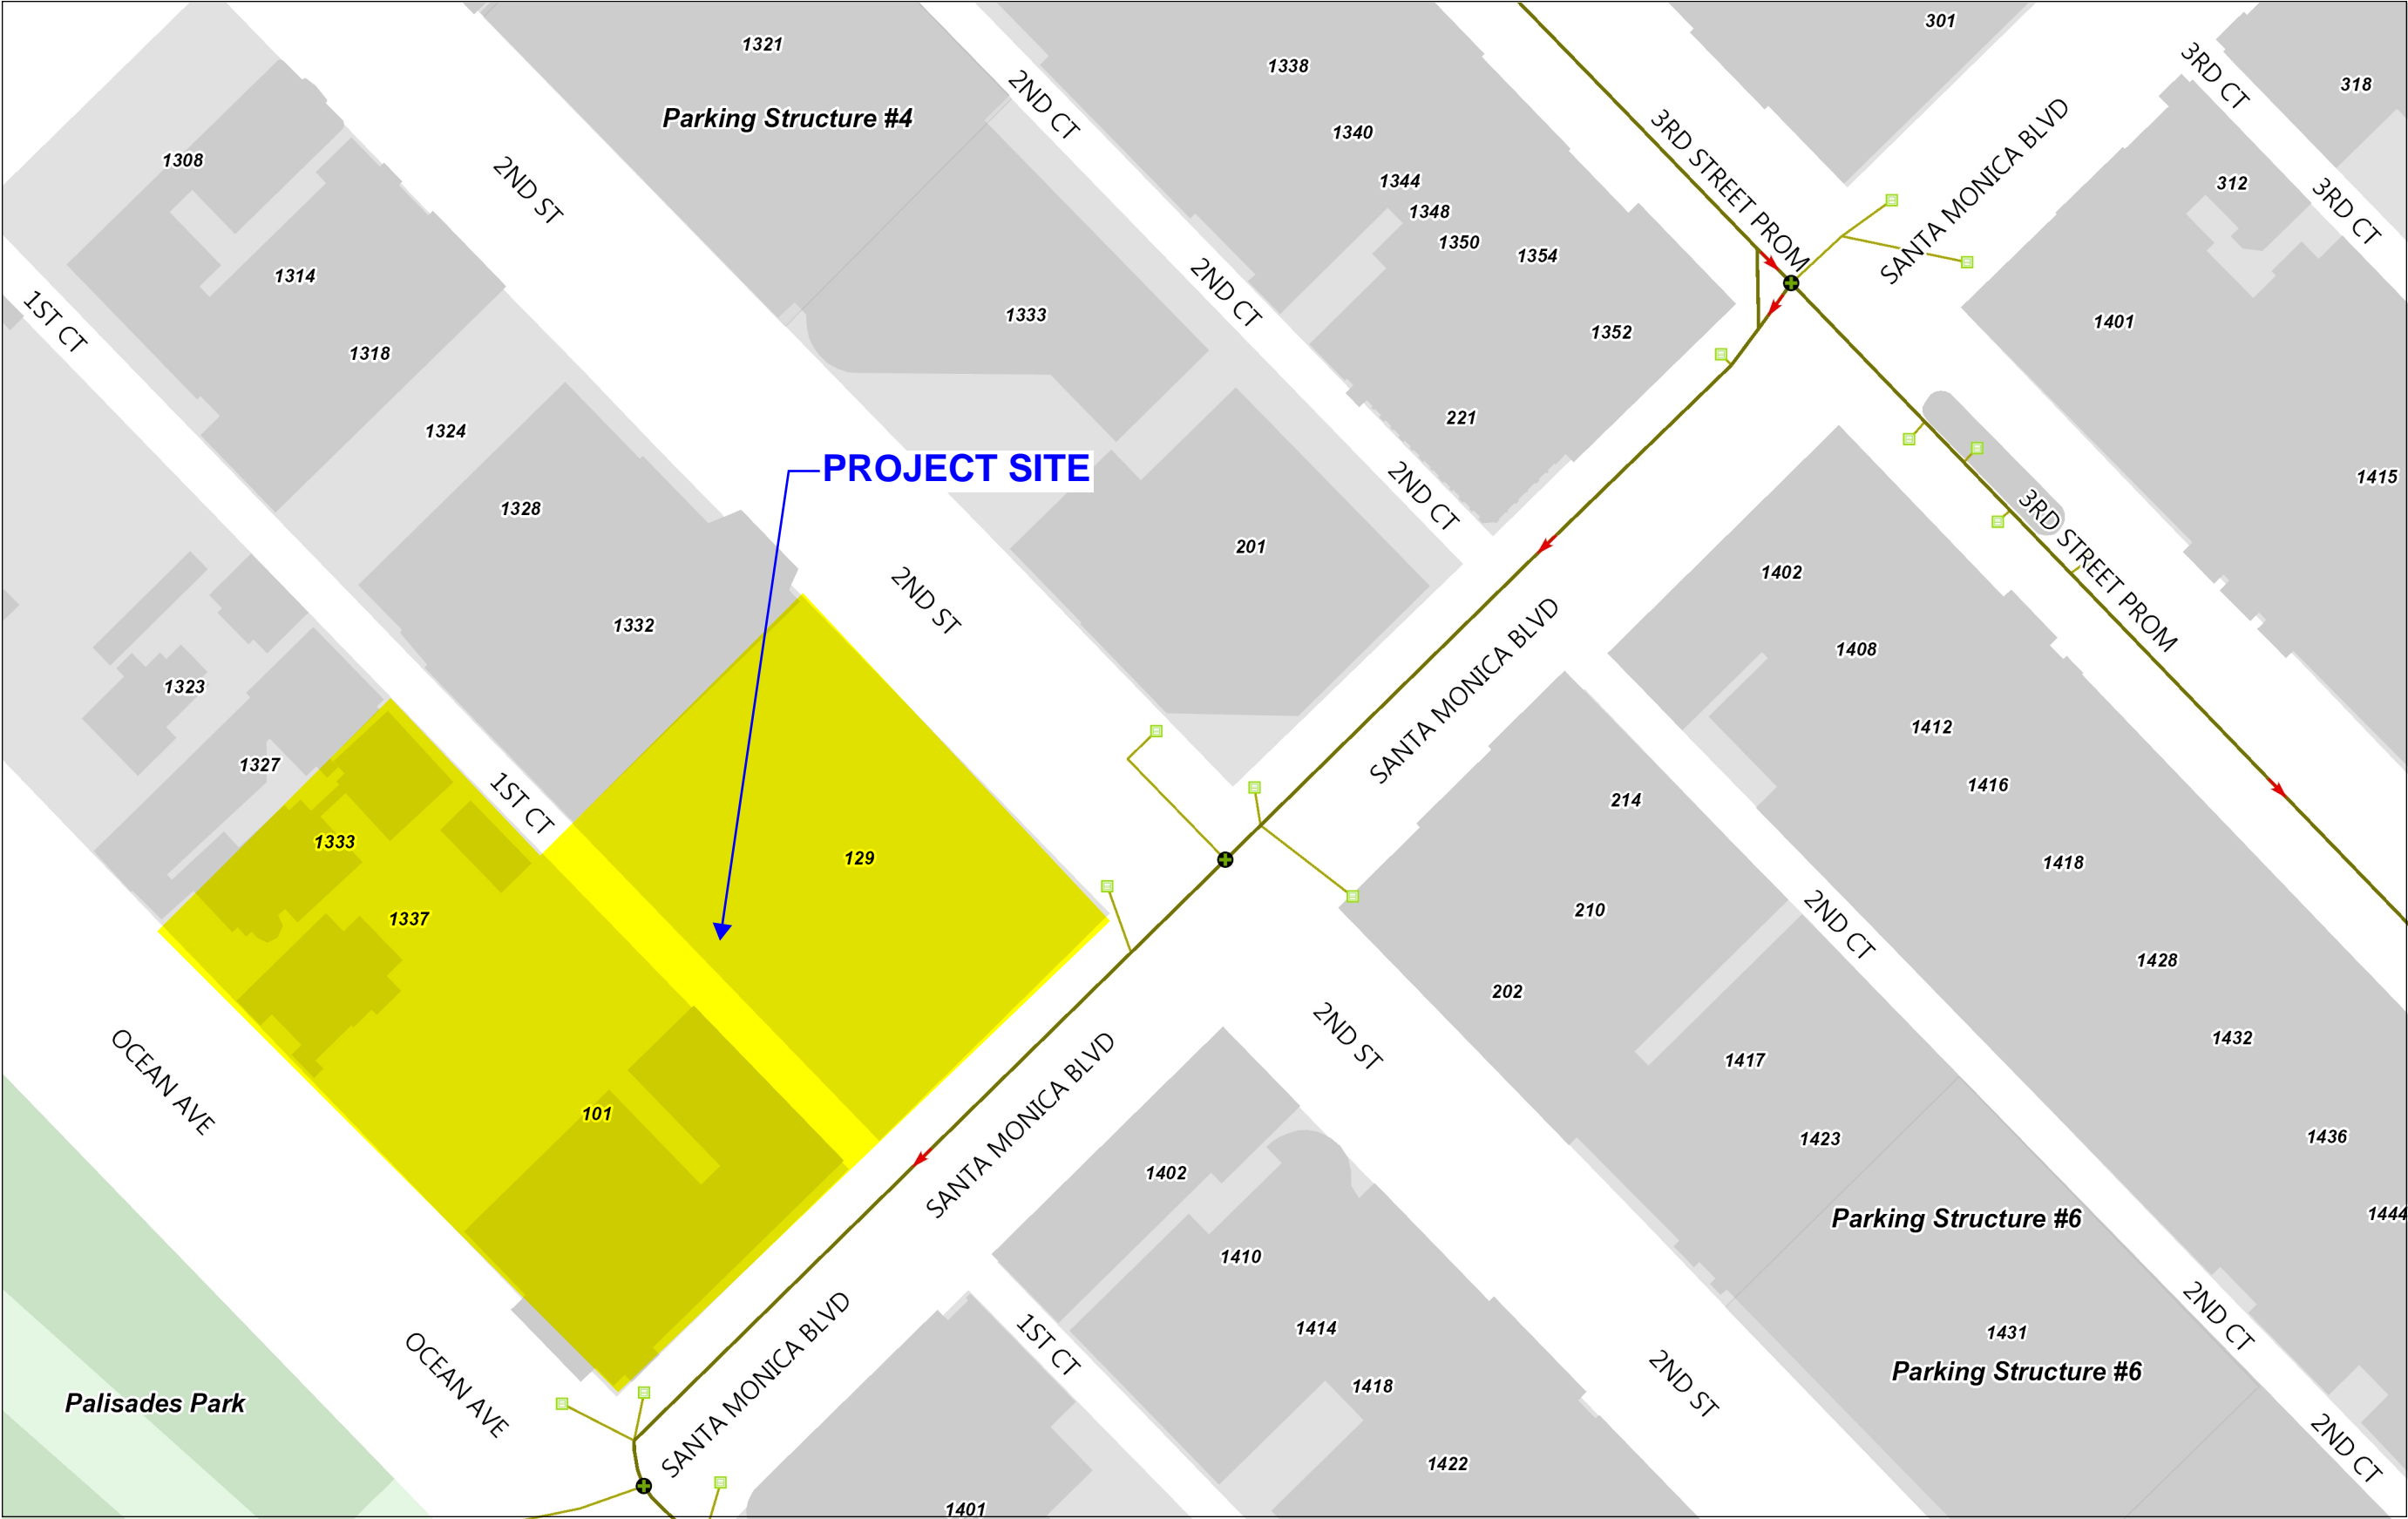 301
1321
3RD CT
1338
318
2ND CT
Parking Structure #4
1340
3RD STREET PROM
SANTA MONICA BLVD
1308
1344
312
2ND ST
1348
3RD CT
1350
1354
1314
2ND CT
1333
1ST CT
1401
1352
1318
221
1324
PROJECT SITE
1415
2ND CT
1328
201
3RD STREET PROM
1402
2ND ST
1332
SANTA MONICA BLVD
1408
1323
1412
1327
1416
1ST CT
214
1333
129
1418
210
1337
2ND CT
1428
202
2ND ST
1432
1417
OCEAN AVE
SANTA MONICA BLVD
101
1423
1436
1402
Parking Structure #6
1444
1410
2ND CT
1414
1431
SANTA MONICA BLVD
1ST CT
Parking Structure #6
OCEAN AVE
1418
2ND ST
Palisades Park
2ND CT
1422
1401